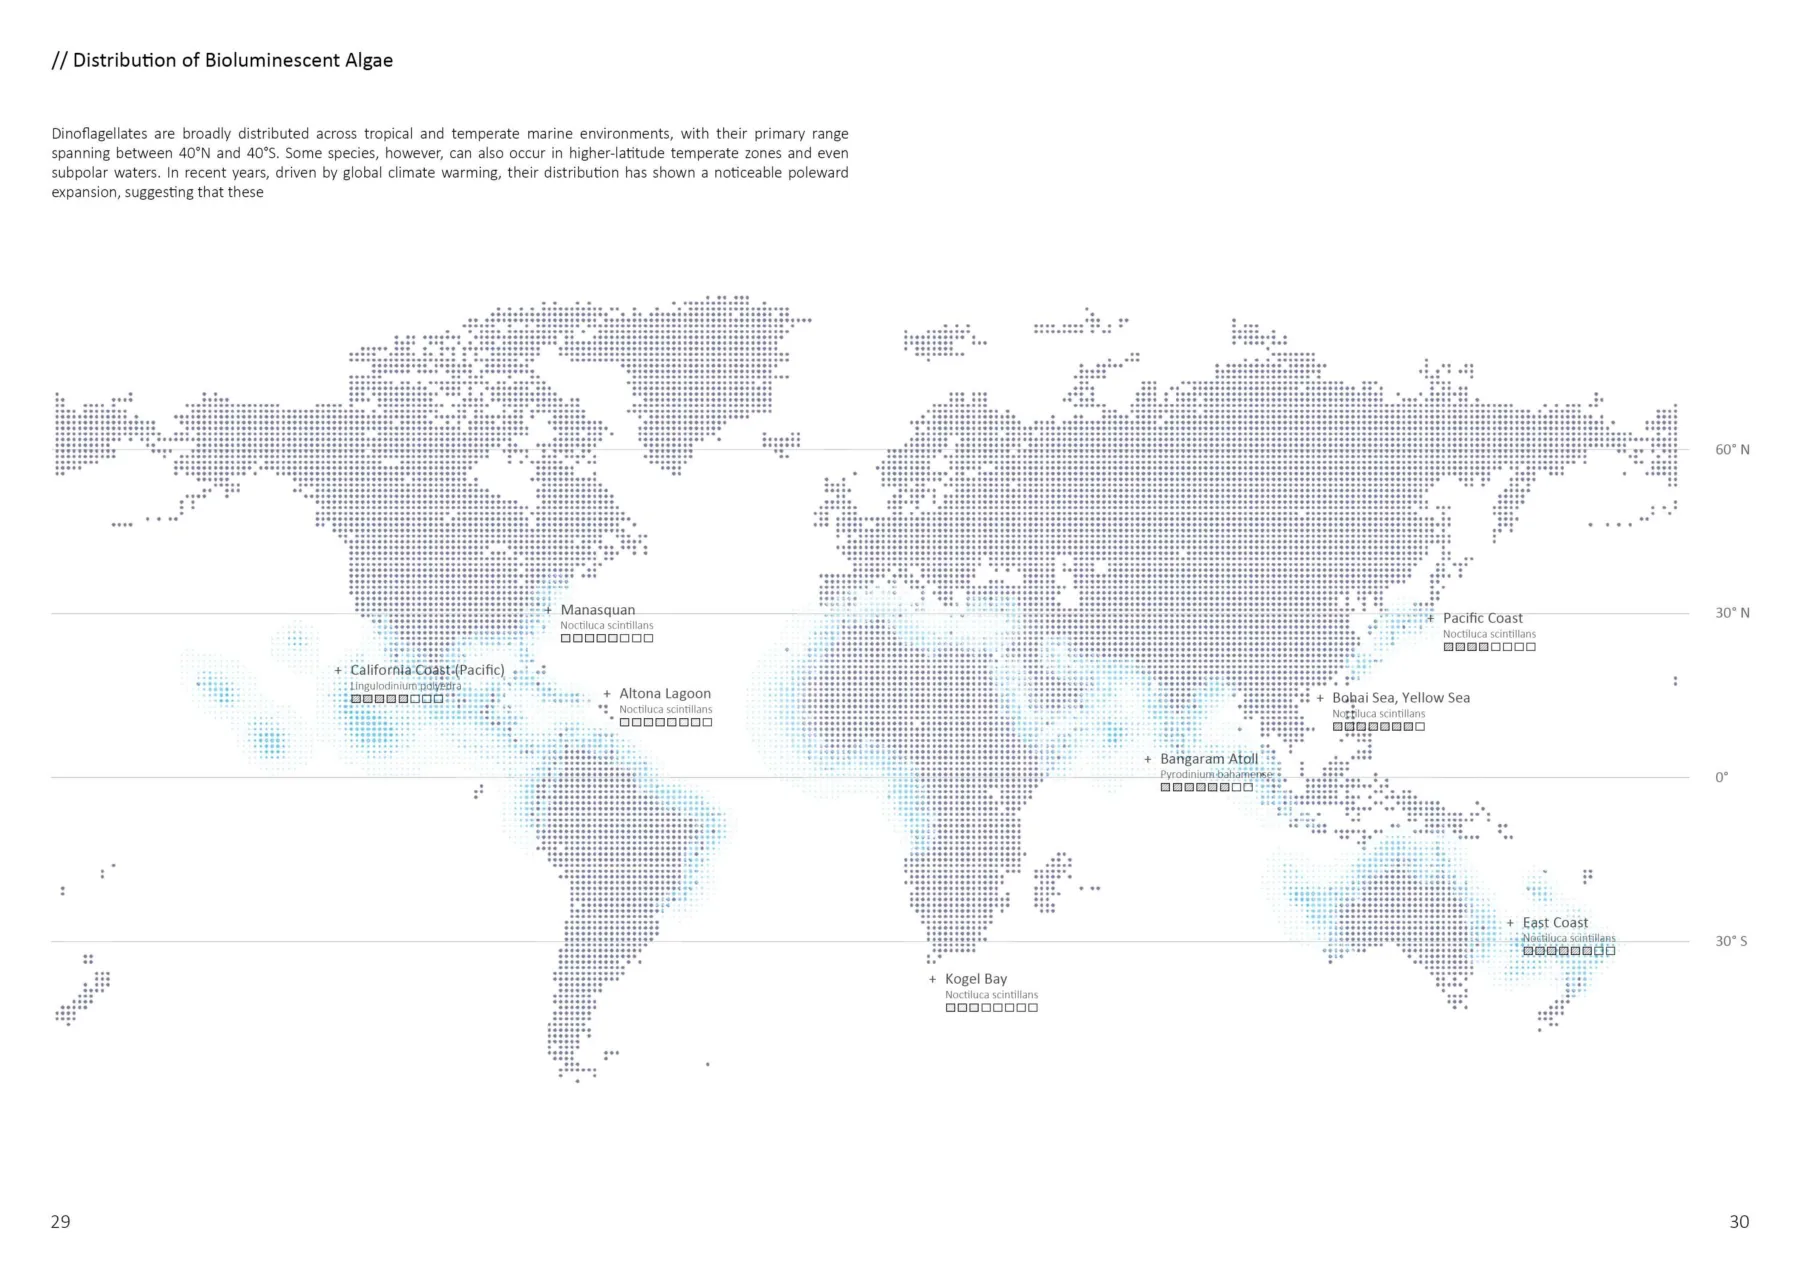 // Distribution of Bioluminescent Algae
Dinoflagellates are broadly distributed across tropical and temperate marine environments, with their primary range
spanning between 40°N and 40°S. Some species, however, can also occur in higher-latitude temperate zones and even
subpolar waters. In recent years, driven by global climate warming, their distribution has shown a noticeable poleward
expansion, suggesting that these
60° N
+ Manasquan
Noctiluca scintillans
30° N
+ Pacific Coast
Noctiluca scintillans
+ California Coast (Pacific)
Lingulodinium polyedra
+ Altona Lagoon
Noctiluca scintillans
+ Bohai Sea, Yellow Sea
Noctiluca scintillans
+ Bangaram Atoll
Pyrodinium bahamense
0°
+ East Coast
Noctiluca scintillans
30° S
+ Kogel Bay
Noctiluca scintillans
29
30